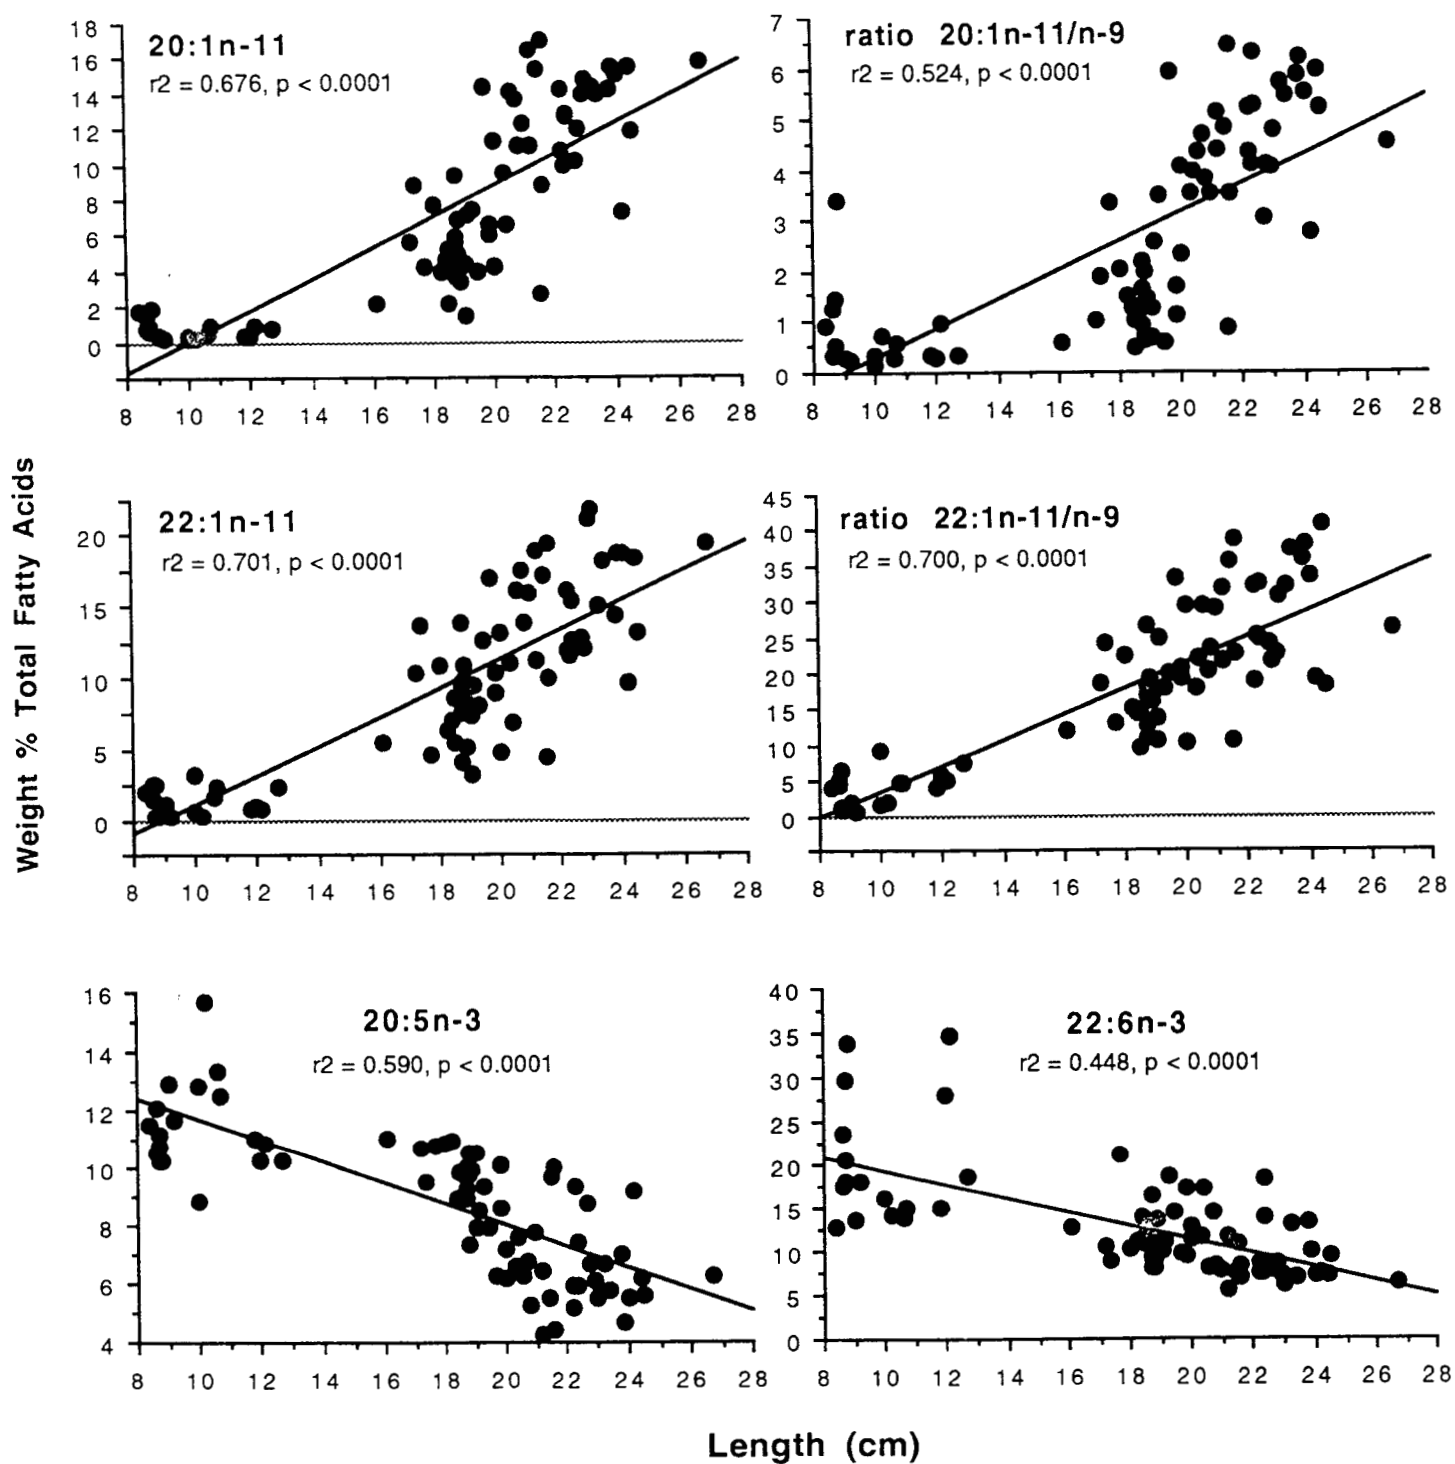 20:1n-11
r2 = 0.676, p < 0.0001
18
16
14
12
10
8
6
4
2
0
8 10 12 14 16 18 20 22 24 26 28
ratio 20:1n-11/n-9
r2 = 0.524, p < 0.0001
7
6
5
4
3
2
1
0
8 10 12 14 16 18 20 22 24 26 28
Weight % Total Fatty Acids
22:1n-11
r2 = 0.701, p < 0.0001
20
15
10
5
0
8 10 12 14 16 18 20 22 24 26 28
ratio 22:1n-11/n-9
r2 = 0.700, p < 0.0001
45
40
35
30
25
20
15
10
5
0
8 10 12 14 16 18 20 22 24 26 28
20:5n-3
r2 = 0.590, p < 0.0001
16
14
12
10
8
6
4
8 10 12 14 16 18 20 22 24 26 28
22:6n-3
r2 = 0.448, p < 0.0001
40
35
30
25
20
15
10
5
0
8 10 12 14 16 18 20 22 24 26 28
Length (cm)